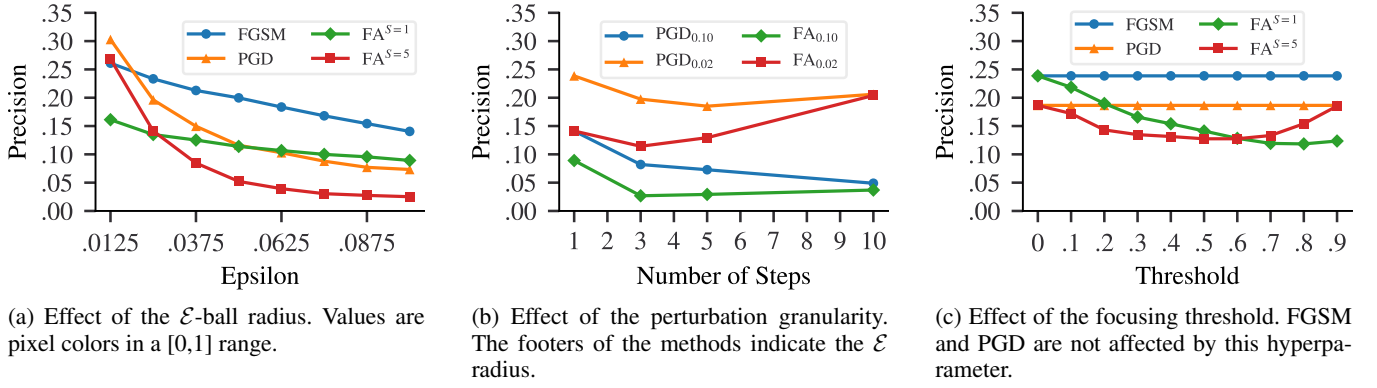 .35
.30
.25
.20
.15
.10
.05
.00
Precision
FGSM
PGD
FA^{S=1}
FA^{S=5}
.0125 .0375 .0625 .0875
Epsilon
(a) Effect of the ℰ-ball radius. Values are
pixel colors in a [0,1] range.
.35
.30
.25
.20
.15
.10
.05
.00
Precision
PGD_{0.10}
PGD_{0.02}
FA_{0.10}
FA_{0.02}
1 2 3 4 5 6 7 8 9 10
Number of Steps
(b) Effect of the perturbation granularity.
The footers of the methods indicate the ℰ
radius.
.35
.30
.25
.20
.15
.10
.05
.00
Precision
FGSM
PGD
FA^{S=1}
FA^{S=5}
0 .1 .2 .3 .4 .5 .6 .7 .8 .9
Threshold
(c) Effect of the focusing threshold. FGSM
and PGD are not affected by this hyperpa-
rameter.